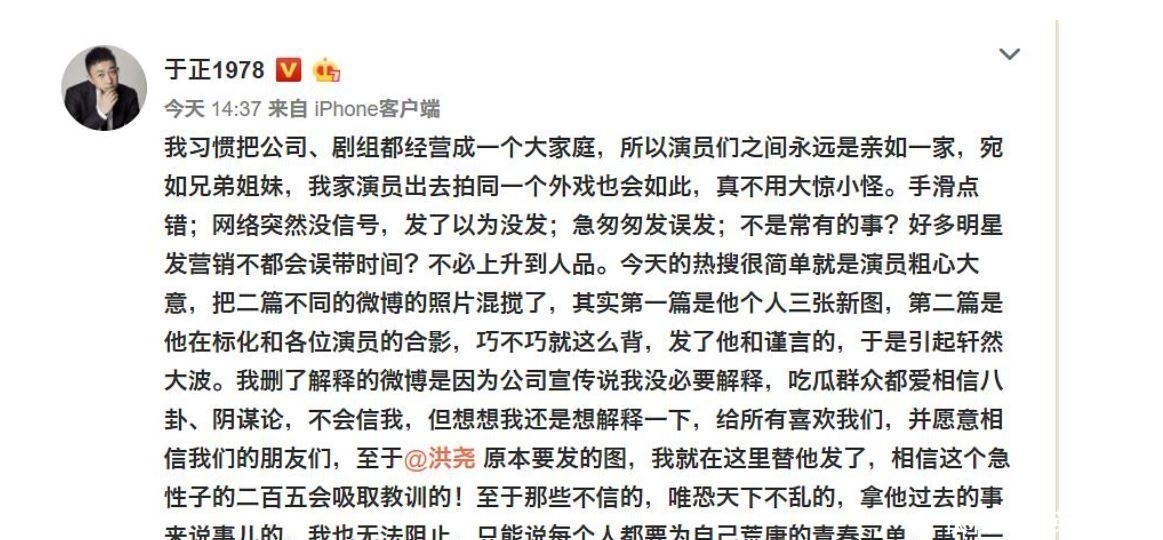 于正1978
今天 14:37 来自 iPhone客户端
我习惯把公司、剧组都经营成一个大家庭，所以演员们之间永远是亲如一家，宛
如兄弟姐妹，我家演员出去拍同一个外戏也会如此，真不用大惊小怪。手滑点
错；网络突然没信号，发了以为没发；急匆匆发误发；不是常有的事？好多明星
发营销不都会误带时间？不必上升到人品。今天的热搜很简单就是演员粗心大
意，把二篇不同的微博的照片混搅了，其实第一篇是他个人三张新图，第二篇是
他在标化和各位演员的合影，巧不巧就这么背，发了他和谨言的，于是引起轩然
大波。我删了解释的微博是因为公司宣传说我没必要解释，吃瓜群众都爱相信八
卦、阴谋论，不会信我，但想想我还是想解释一下，给所有喜欢我们，并愿意相
信我们的朋友们，至于@洪尧 原本要发的图，我就在这里替他发了，相信这个急
性子的二百五会吸取教训的！至于那些不信的，唯恐天下不乱的，拿他过去的事
来说事儿的，我也无法阻止，只能说每个人都要为自己荒唐的青春买单。再说一